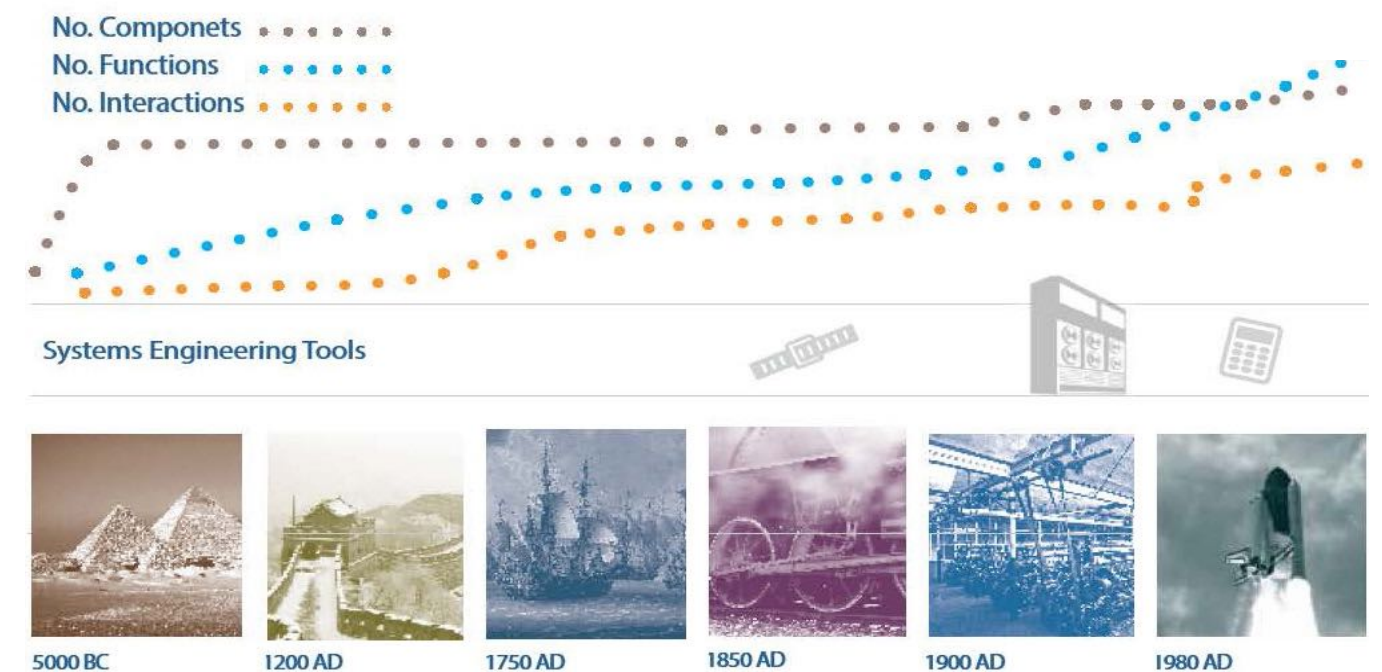 No. Componets
No. Functions
No. Interactions
Systems Engineering Tools
5000 BC
1200 AD
1750 AD
1850 AD
1900 AD
1980 AD